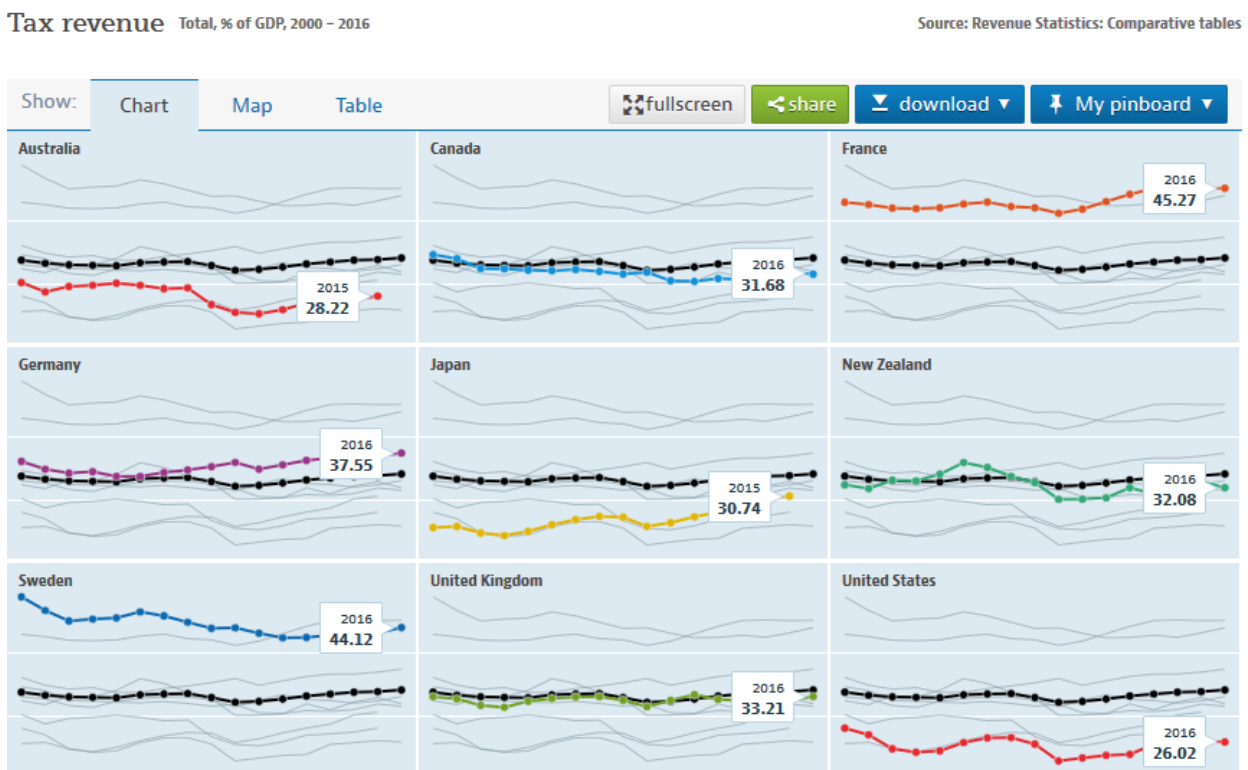 Tax revenue Total, % of GDP, 2000 – 2016 Source: Revenue Statistics: Comparative tables
Show: Chart Map Table fullscreen share download ▼ My pinboard ▼
Australia
2015
28.22
Canada
2016
31.68
France
2016
45.27
Germany
2016
37.55
Japan
2015
30.74
New Zealand
2016
32.08
Sweden
2016
44.12
United Kingdom
2016
33.21
United States
2016
26.02